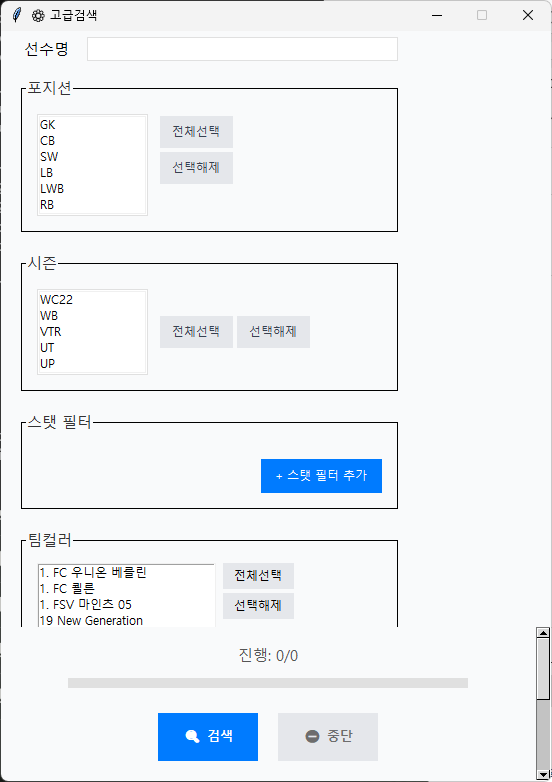 고급검색
선수명
포지션
GK
CB
SW
LB
LWB
RB
전체선택
선택해제
시즌
WC22
WB
VTR
UT
UP
전체선택 선택해제
스탯 필터
+ 스탯 필터 추가
팀컬러
1. FC 우니온 베를린
1. FC 쾰른
1. FSV 마인츠 05
19 New Generation
전체선택
선택해제
진행: 0/0
검색 중단